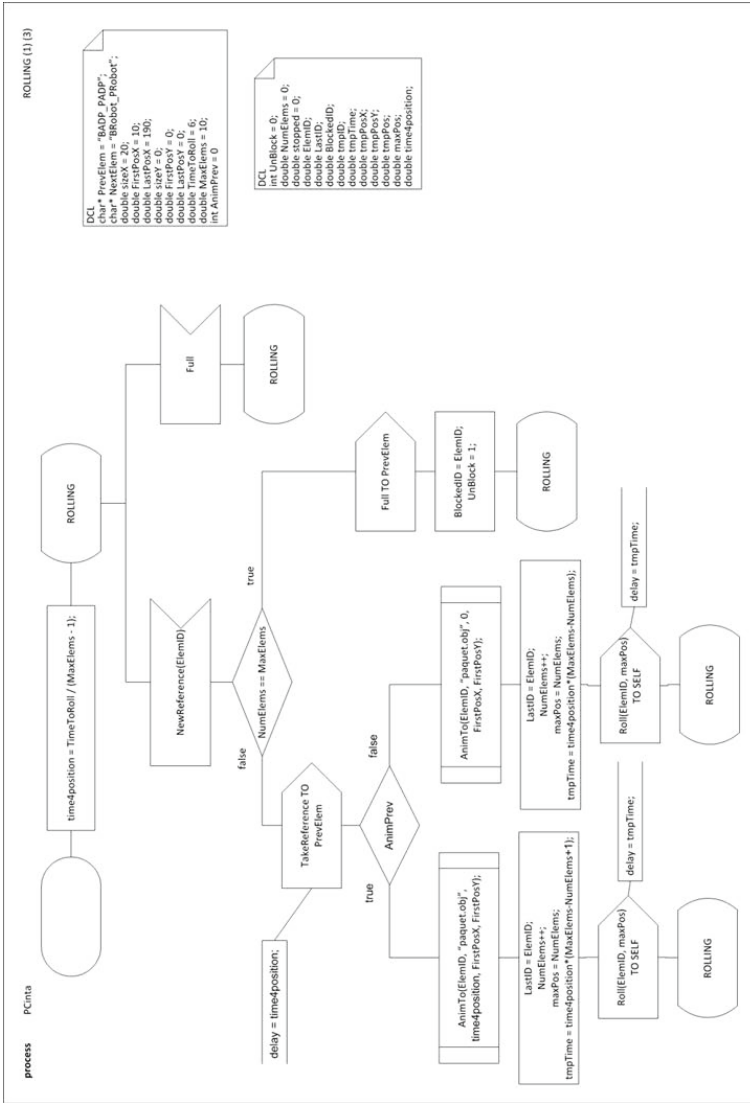 process PCinta
ROLLING (1) (3)
time4position = TimeToRoll / (MaxElems - 1);
ROLLING
DCL
char* PrevElem = "BADP_PADP";
char* NextElem = "BRobot_PRobot";
double sizeX = 20;
double FirstPosX = 10;
double LastPosX = 190;
double sizeY = 0;
double FirstPosY = 0;
double LastPosY = 0;
double TimeToRoll = 6;
double MaxElems = 10;
int AnimPrev = 0
DCL
int UnBlock = 0;
double NumElems = 0;
double stopped = 0;
double ElemID;
double LastID;
double BlockedID;
double tmpID;
double tmpTime;
double tmpPosX;
double tmpPosY;
double tmpPos;
double maxPos;
double time4position;
NewReference(ElemID)
Full
ROLLING
NumElems == MaxElems
false
true
delay = time4position;
TakeReference TO
PrevElem
Full TO PrevElem
AnimPrev
true
false
BlockedID = ElemID;
UnBlock = 1;
ROLLING
AnimTo(ElemID, "paquet.obj",
time4position, FirstPosX, FirstPosY);
AnimTo(ElemID, "paquet.obj", 0,
FirstPosX, FirstPosY);
LastID = ElemID;
NumElems++;
maxPos = NumElems;
tmpTime = time4position*(MaxElems-NumElems+1);
LastID = ElemID;
NumElems++;
maxPos = NumElems;
tmpTime = time4position*(MaxElems-NumElems);
Roll(ElemID, maxPos)
TO SELF
delay = tmpTime;
Roll(ElemID, maxPos)
TO SELF
delay = tmpTime;
ROLLING
ROLLING